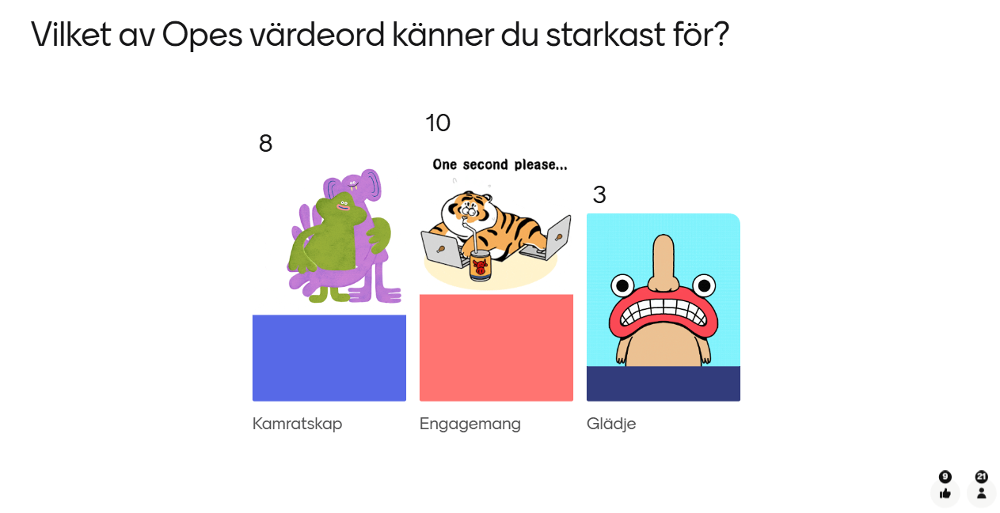 Vilket av Opes värdeord känner du starkast för?
8
10
3
One second please...
Kamratskap
Engagemang
Glädje
9
21